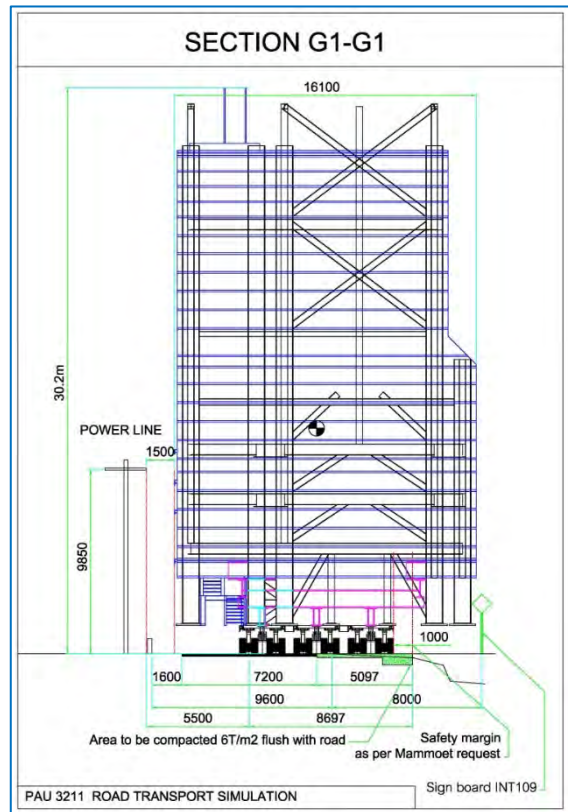 SECTION G1-G1
16100
30.2m
POWER LINE
1500
9850
1000
1600
7200
5097
9600
8000
5500
8697
Area to be compacted 6T/m2 flush with road
Safety margin
as per Mammoet request
Sign board INT109
PAU 3211 ROAD TRANSPORT SIMULATION